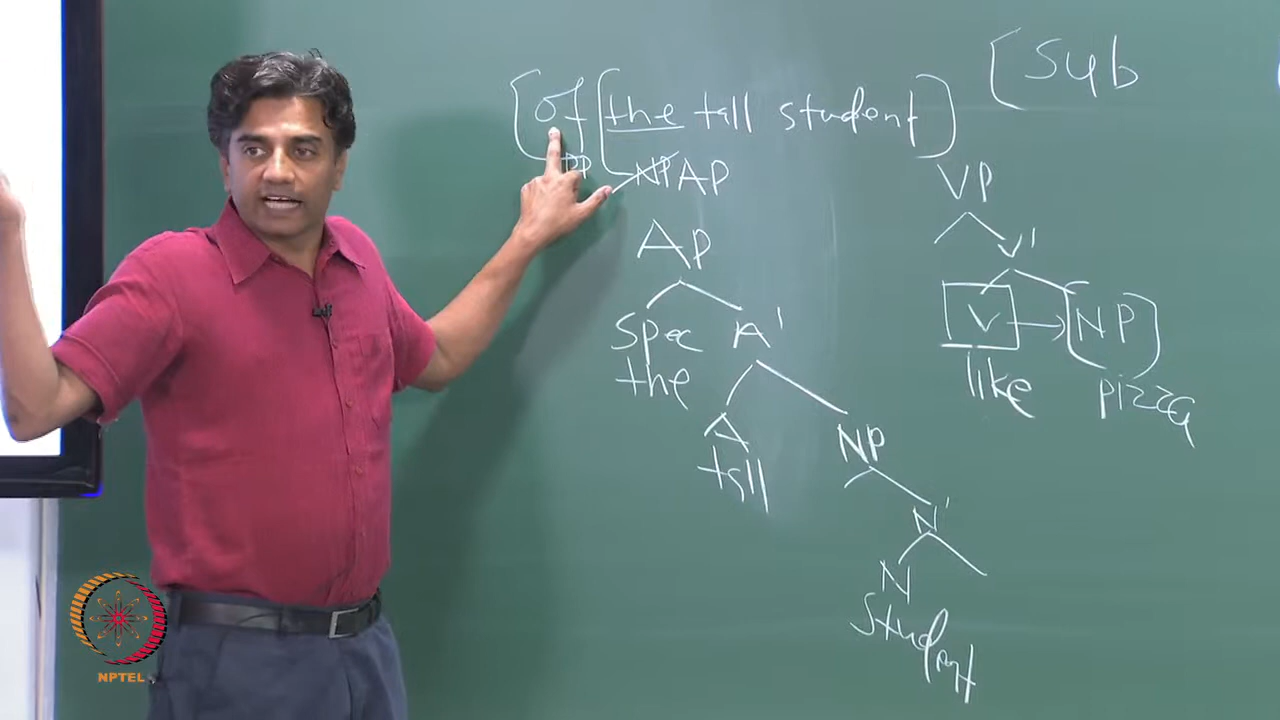 [of [the tall student]
[Sub
PP NP AP
VP
AP
V'
Spec A'
V → [NP]
the
like pizza
A NP
tall
N'
N
student
NPTEL